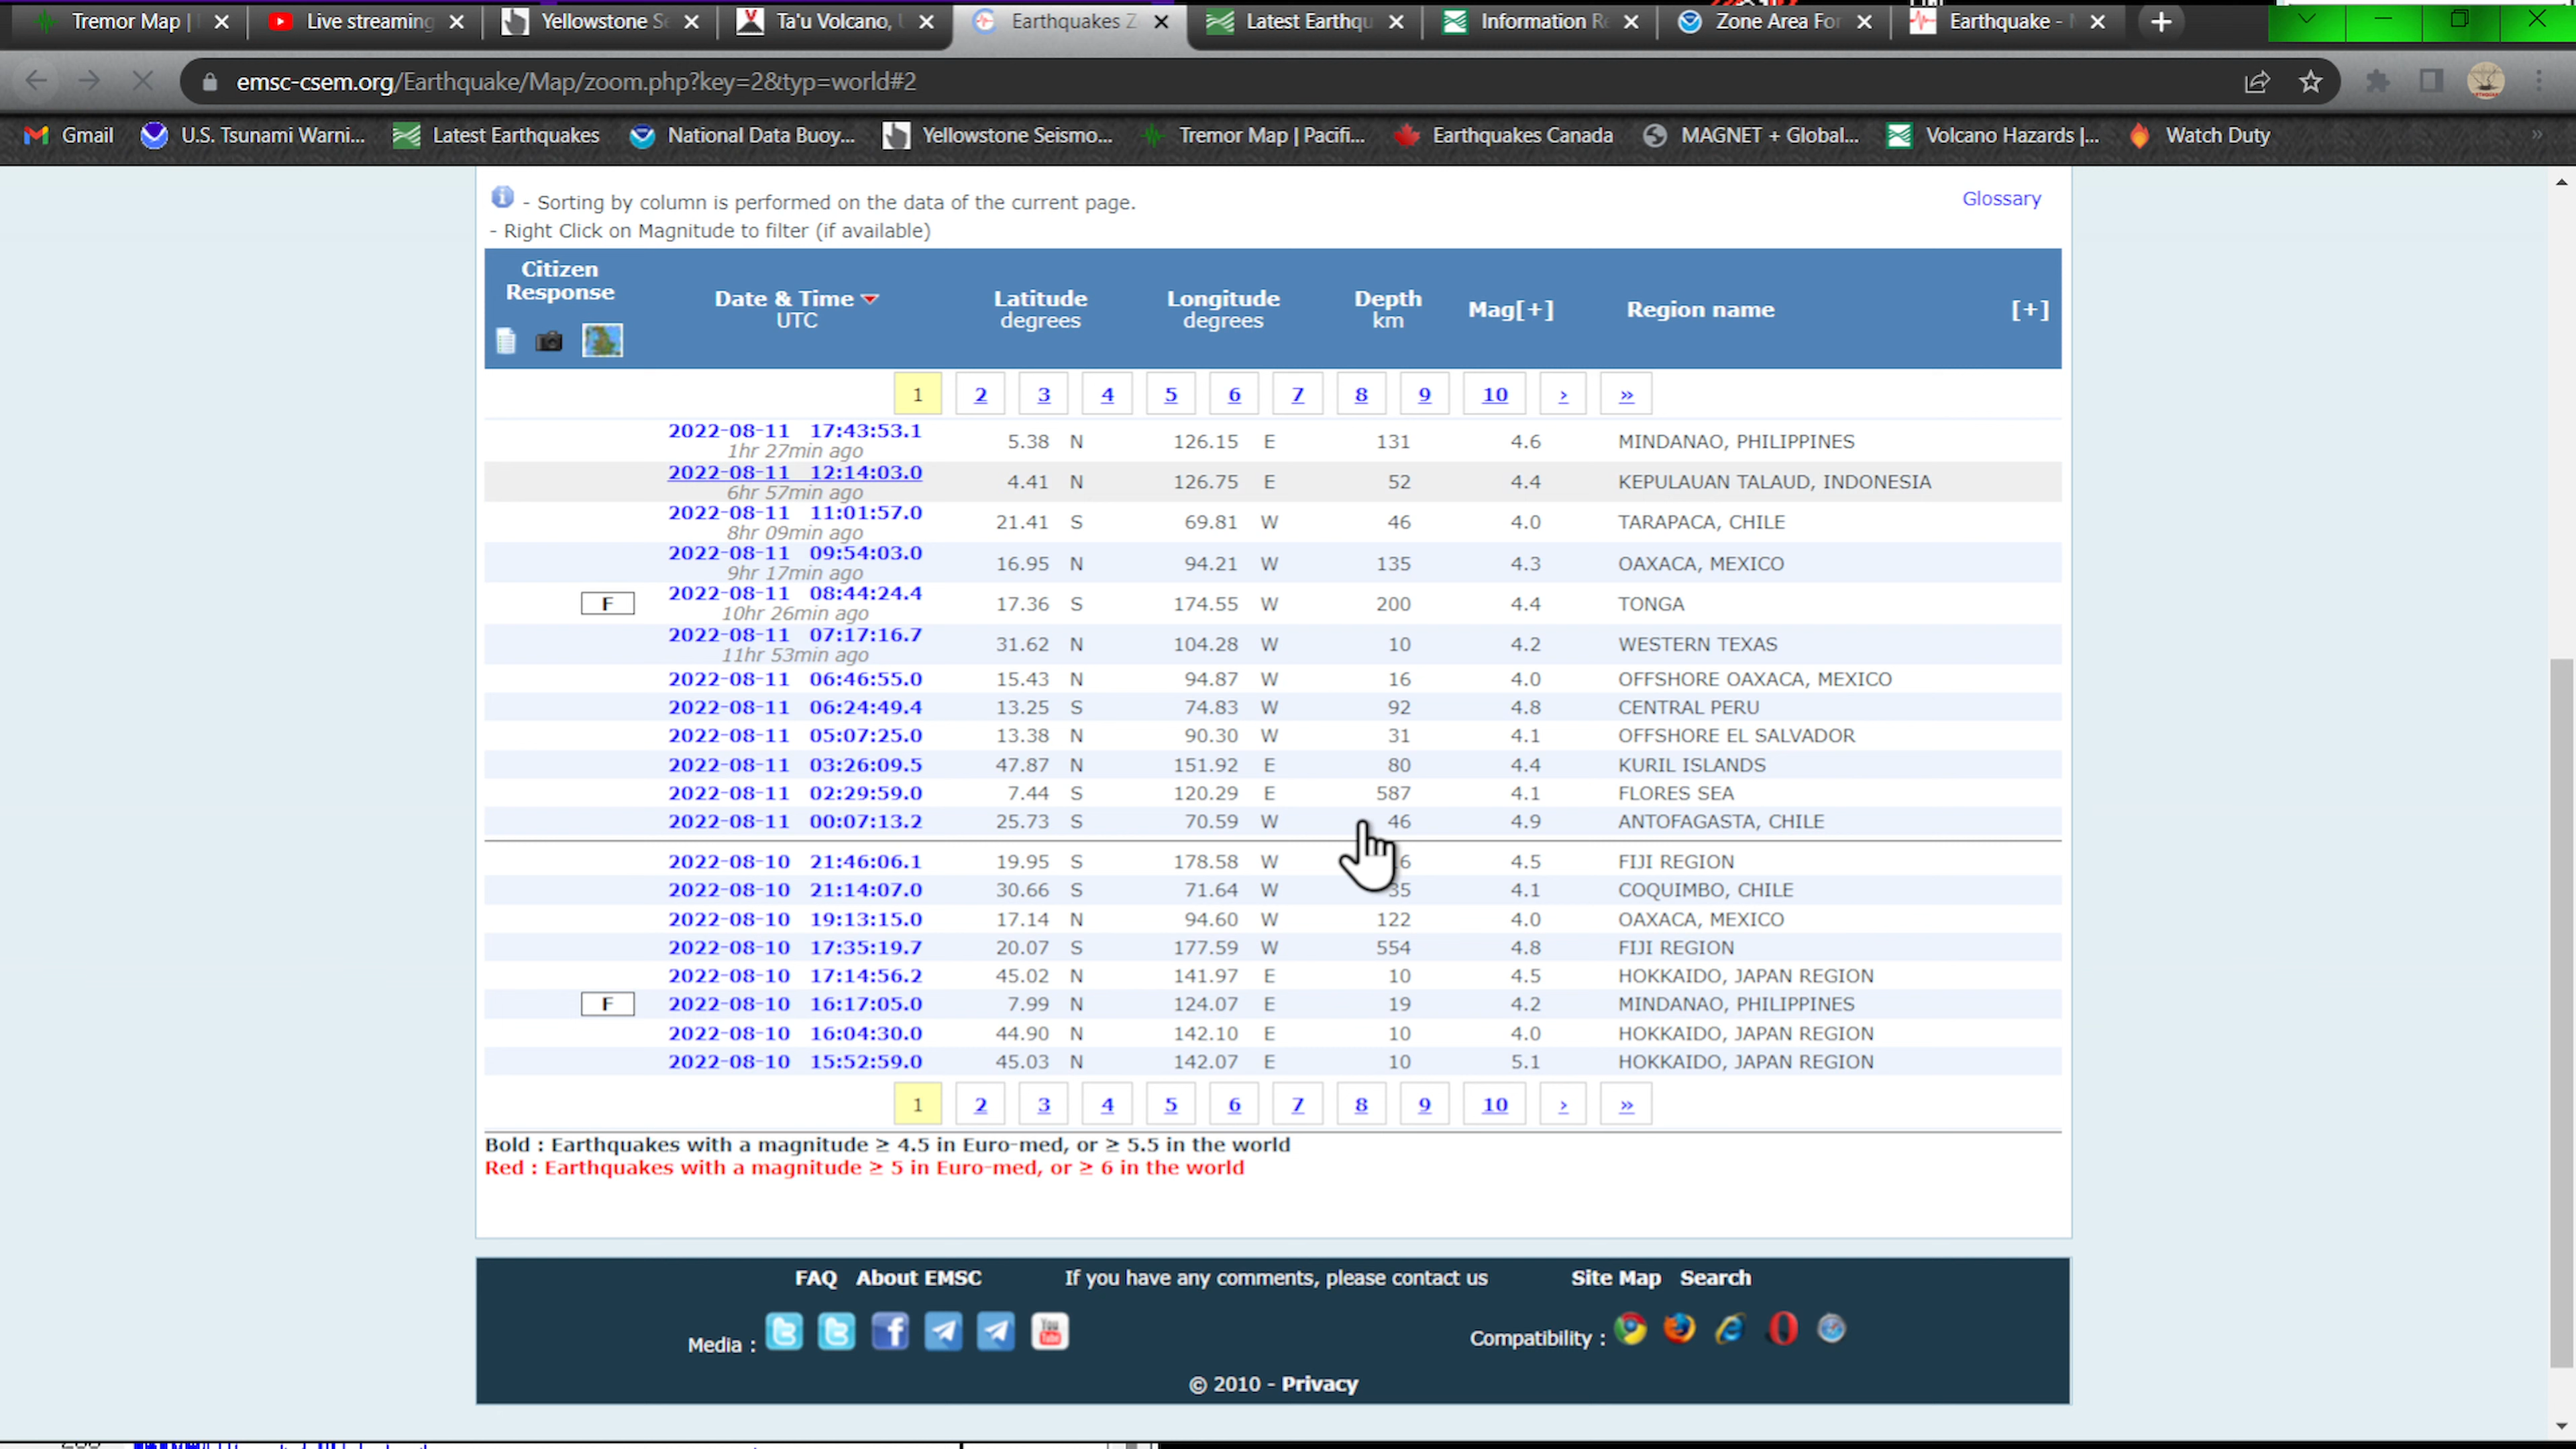 Tremor Map |
Live streaming
Yellowstone Se
Ta'u Volcano,
Earthquakes Z
Latest Earthqu
Information Re
Zone Area For
Earthquake -
emsc-csem.org/Earthquake/Map/zoom.php?key=2&typ=world#2
Gmail
U.S. Tsunami Warni...
Latest Earthquakes
National Data Buoy...
Yellowstone Seismo...
Tremor Map | Pacifi...
Earthquakes Canada
MAGNET + Global...
Volcano Hazards |...
Watch Duty
»
- Sorting by column is performed on the data of the current page.
Glossary
- Right Click on Magnitude to filter (if available)
Citizen Response
Date & Time UTC
Latitude degrees
Longitude degrees
Depth km
Mag[+]
Region name
[+]
1 2 3 4 5 6 7 8 9 10 › »
2022-08-11 17:43:53.1 5.38 N 126.15 E 131 4.6 MINDANAO, PHILIPPINES
1hr 27min ago
2022-08-11 12:14:03.0 4.41 N 126.75 E 52 4.4 KEPULAUAN TALAUD, INDONESIA
6hr 57min ago
2022-08-11 11:01:57.0 21.41 S 69.81 W 46 4.0 TARAPACA, CHILE
8hr 09min ago
2022-08-11 09:54:03.0 16.95 N 94.21 W 135 4.3 OAXACA, MEXICO
9hr 17min ago
F 2022-08-11 08:44:24.4 17.36 S 174.55 W 200 4.4 TONGA
10hr 26min ago
2022-08-11 07:17:16.7 31.62 N 104.28 W 10 4.2 WESTERN TEXAS
11hr 53min ago
2022-08-11 06:46:55.0 15.43 N 94.87 W 16 4.0 OFFSHORE OAXACA, MEXICO
2022-08-11 06:24:49.4 13.25 S 74.83 W 92 4.8 CENTRAL PERU
2022-08-11 05:07:25.0 13.38 N 90.30 W 31 4.1 OFFSHORE EL SALVADOR
2022-08-11 03:26:09.5 47.87 N 151.92 E 80 4.4 KURIL ISLANDS
2022-08-11 02:29:59.0 7.44 S 120.29 E 587 4.1 FLORES SEA
2022-08-11 00:07:13.2 25.73 S 70.59 W 46 4.9 ANTOFAGASTA, CHILE
2022-08-10 21:46:06.1 19.95 S 178.58 W 4.5 FIJI REGION
2022-08-10 21:14:07.0 30.66 S 71.64 W 35 4.1 COQUIMBO, CHILE
2022-08-10 19:13:15.0 17.14 N 94.60 W 122 4.0 OAXACA, MEXICO
2022-08-10 17:35:19.7 20.07 S 177.59 W 554 4.8 FIJI REGION
2022-08-10 17:14:56.2 45.02 N 141.97 E 10 4.5 HOKKAIDO, JAPAN REGION
F 2022-08-10 16:17:05.0 7.99 N 124.07 E 19 4.2 MINDANAO, PHILIPPINES
2022-08-10 16:04:30.0 44.90 N 142.10 E 10 4.0 HOKKAIDO, JAPAN REGION
2022-08-10 15:52:59.0 45.03 N 142.07 E 10 5.1 HOKKAIDO, JAPAN REGION
1 2 3 4 5 6 7 8 9 10 › »
Bold : Earthquakes with a magnitude ≥ 4.5 in Euro-med, or ≥ 5.5 in the world
Red : Earthquakes with a magnitude ≥ 5 in Euro-med, or ≥ 6 in the world
FAQ About EMSC If you have any comments, please contact us Site Map Search
Media :
You Tube
Compatibility :
© 2010 - Privacy